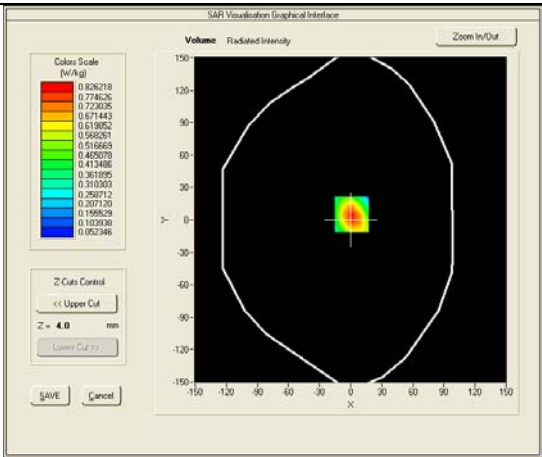 SAR Visualisation Graphical Interface
Volume Radiated Intensity
Zoom In/Out
Colors Scale
(W/kg)
0.826218
0.774626
0.723035
0.671443
0.619852
0.568261
0.516669
0.465078
0.413486
0.361895
0.310303
0.258712
0.207120
0.155529
0.103938
0.052346
Z Cuts Control
<< Upper Cut
Z = 4.0 mm
Lower Cut >>
SAVE Cancel
150-
120-
90-
60-
30-
0-
-30-
-60-
-90-
-120-
-150-
Y
-150 -120 -90 -60 -30 0 30 60 90 120 150
X